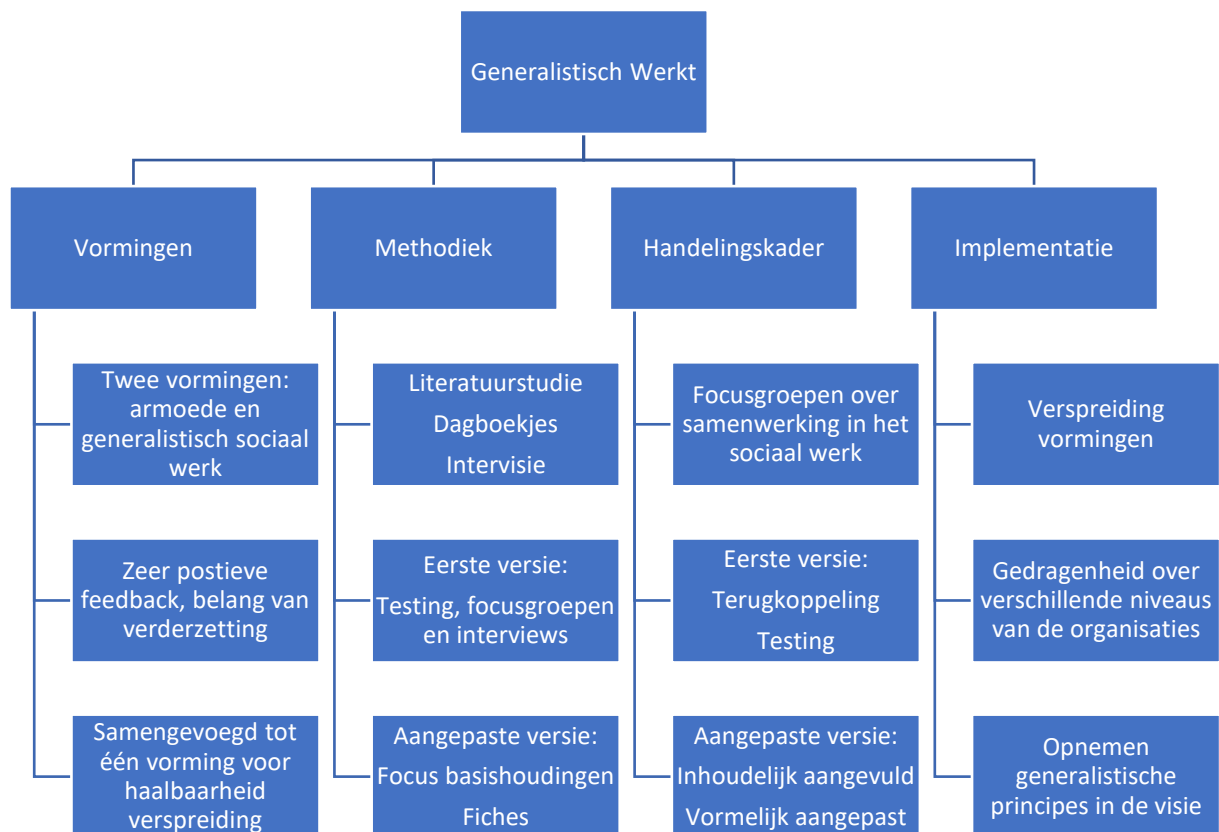 Generalistisch Werkt
Vormingen
Twee vormingen:
armoede en
generalistisch sociaal
werk
Zeer postieve
feedback, belang van
verderzetting
Samengevoegd tot
één vorming voor
haalbaarheid
verspreiding
Methodiek
Literatuurstudie
Dagboekjes
Intervisie
Eerste versie:
Testing, focusgroepen
en interviews
Aangepaste versie:
Focus basishoudingen
Fiches
Handelingskader
Focusgroepen over
samenwerking in het
sociaal werk
Eerste versie:
Terugkoppeling
Testing
Aangepaste versie:
Inhoudelijk aangevuld
Vormelijk aangepast
Implementatie
Verspreiding
vormingen
Gedragenheid over
verschillende niveaus
van de organisaties
Opnemen
generalistische
principes in de visie